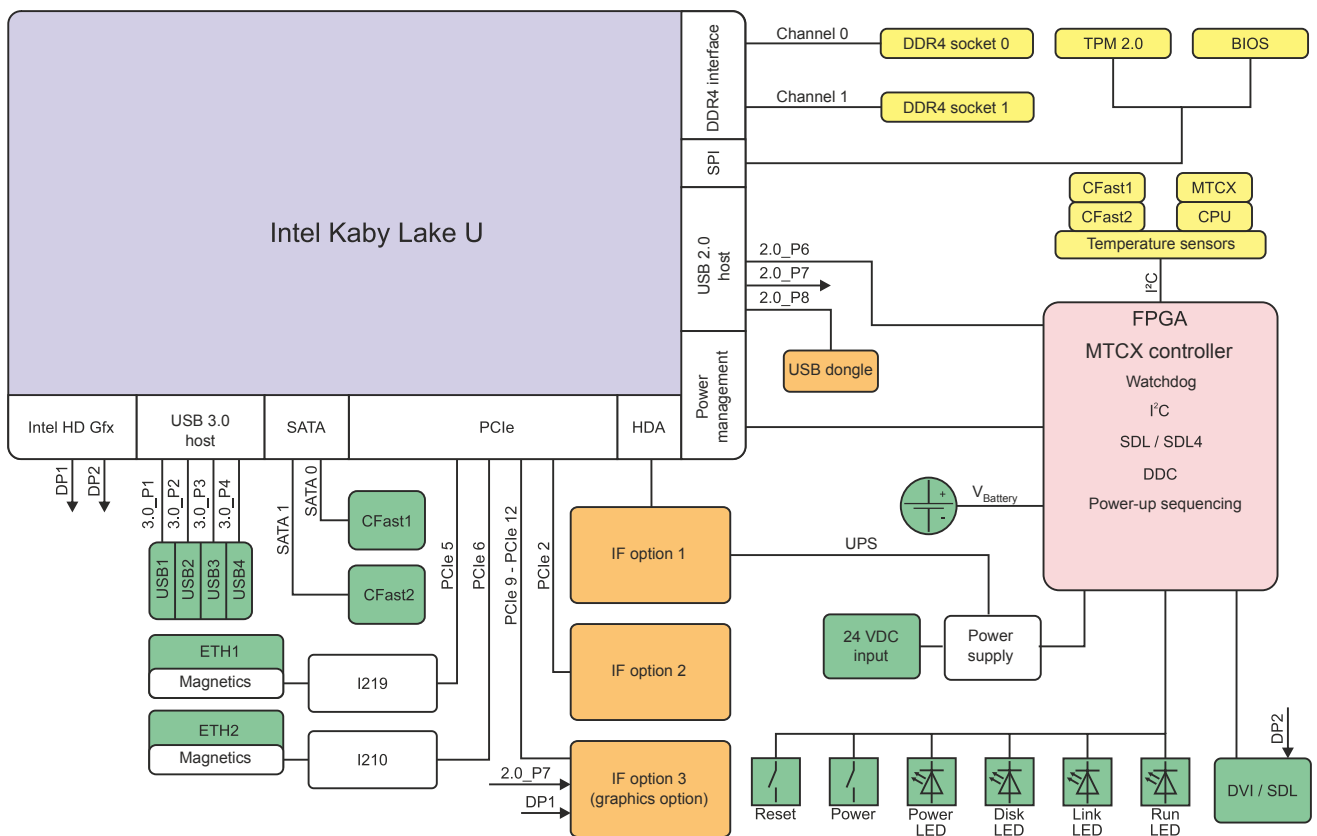 Intel Kaby Lake U
DDR4 interface
SPI
USB 2.0
host
Power
management
Intel HD Gfx
USB 3.0
host
SATA
PCIe
HDA
Channel 0
DDR4 socket 0
Channel 1
DDR4 socket 1
TPM 2.0
BIOS
CFast1
MTCX
CFast2
CPU
Temperature sensors
I²C
2.0_P6
2.0_P7
2.0_P8
USB dongle
FPGA
MTCX controller
Watchdog
I²C
SDL / SDL4
DDC
Power-up sequencing
DP1
DP2
3.0_P1
3.0_P2
3.0_P3
3.0_P4
USB1
USB2
USB3
USB4
SATA 1
SATA 0
CFast1
CFast2
PCIe 5
PCIe 6
PCIe 9 - PCIe 12
PCIe 2
IF option 1
UPS
+
-
VBattery
IF option 2
24 VDC
input
Power
supply
ETH1
Magnetics
I219
ETH2
Magnetics
I210
2.0_P7
DP1
IF option 3
(graphics option)
Reset
Power
Power
LED
Disk
LED
Link
LED
Run
LED
DP2
DVI / SDL